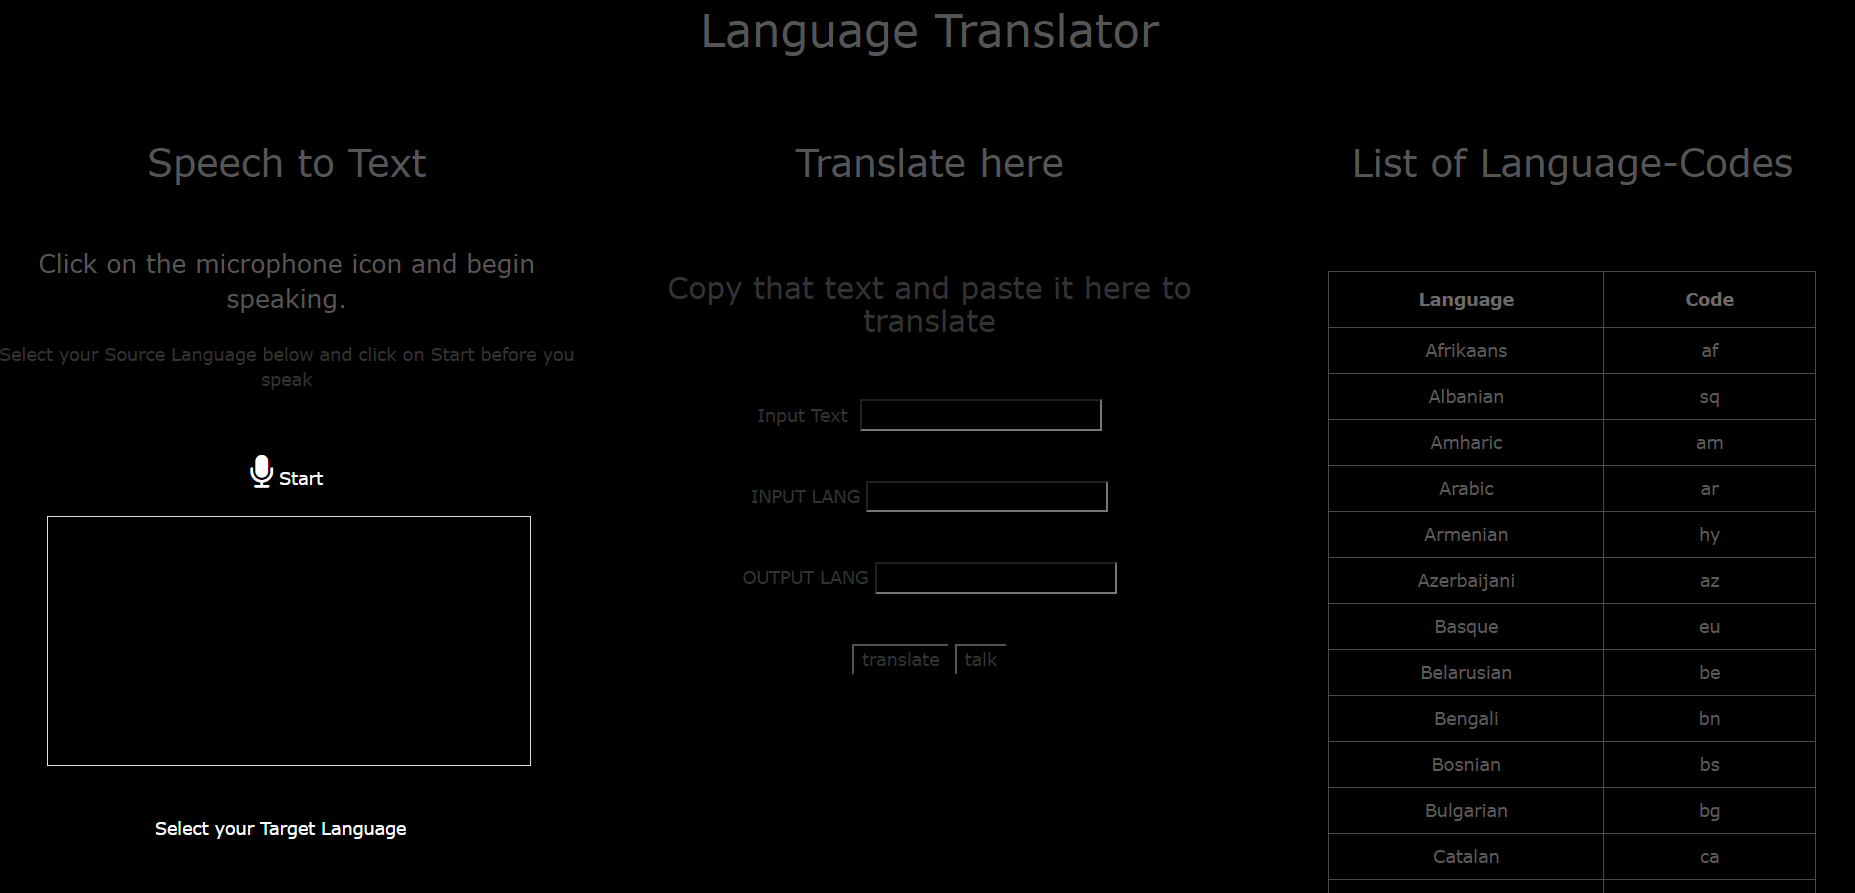 Language Translator
Speech to Text
Click on the microphone icon and begin
speaking.
Select your Source Language below and click on Start before you
speak
Start
Select your Target Language
Translate here
Copy that text and paste it here to
translate
Input Text
INPUT LANG
OUTPUT LANG
translate talk
List of Language-Codes
Language Code
Afrikaans af
Albanian sq
Amharic am
Arabic ar
Armenian hy
Azerbaijani az
Basque eu
Belarusian be
Bengali bn
Bosnian bs
Bulgarian bg
Catalan ca